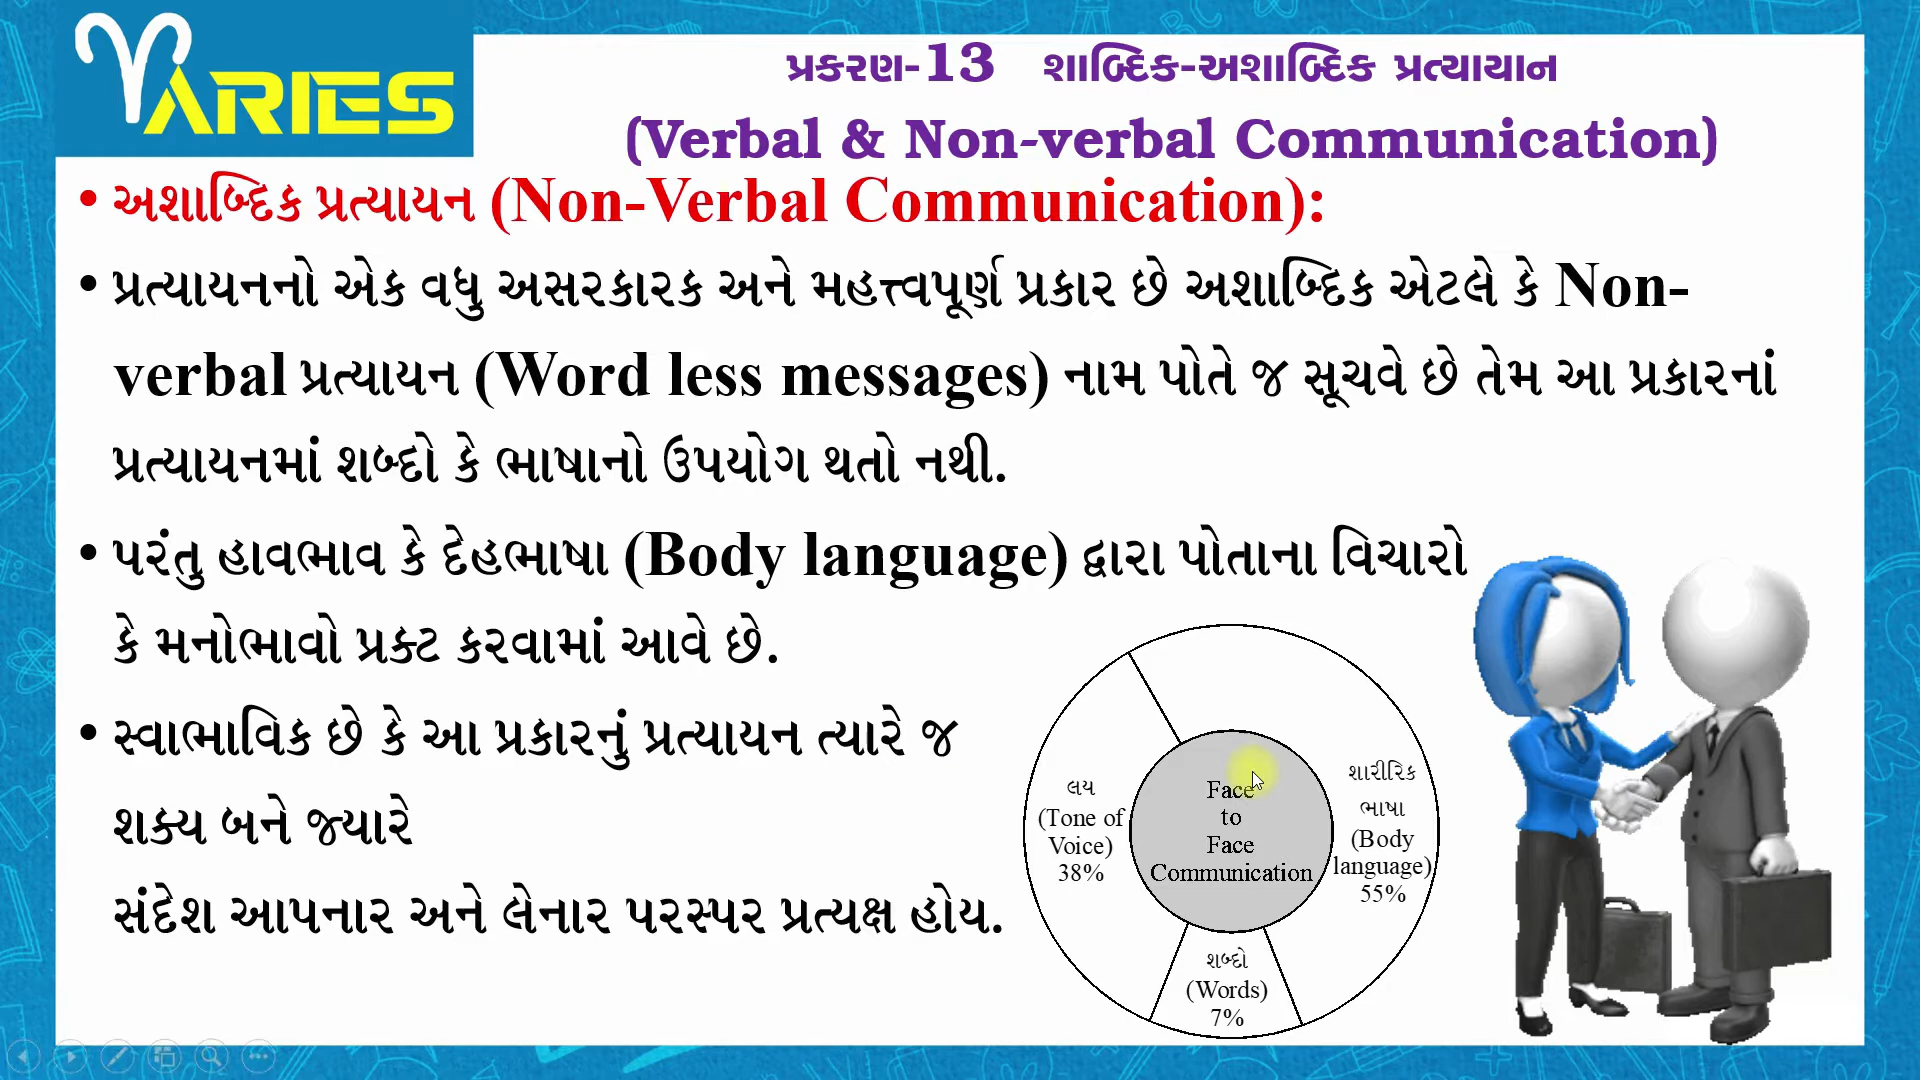 ARIES
પ્રકરણ-13 શાબ્દિક-અશાબ્દિક પ્રત્યાયાન
(Verbal & Non-verbal Communication)
• અશાબ્દિક પ્રત્યાયન (Non-Verbal Communication):
• પ્રત્યાયનનો એક વધુ અસરકારક અને મહત્ત્વપૂર્ણ પ્રકાર છે અશાબ્દિક એટલે કે Non-
verbal પ્રત્યાયન (Word less messages) નામ પોતે જ સૂચવે છે તેમ આ પ્રકારનાં
પ્રત્યાયનમાં શબ્દો કે ભાષાનો ઉપયોગ થતો નથી.
• પરંતુ હાવભાવ કે દેહભાષા (Body language) દ્વારા પોતાના વિચારો
કે મનોભાવો પ્રક્ટ કરવામાં આવે છે.
• સ્વાભાવિક છે કે આ પ્રકારનું પ્રત્યાયન ત્યારે જ
શક્ય બને જ્યારે
સંદેશ આપનાર અને લેનાર પરસ્પર પ્રત્યક્ષ હોય.
લય
(Tone of
Voice)
38%
Face
to
Face
Communication
શારીરિક
ભાષા
(Body
language)
55%
શબ્દો
(Words)
7%